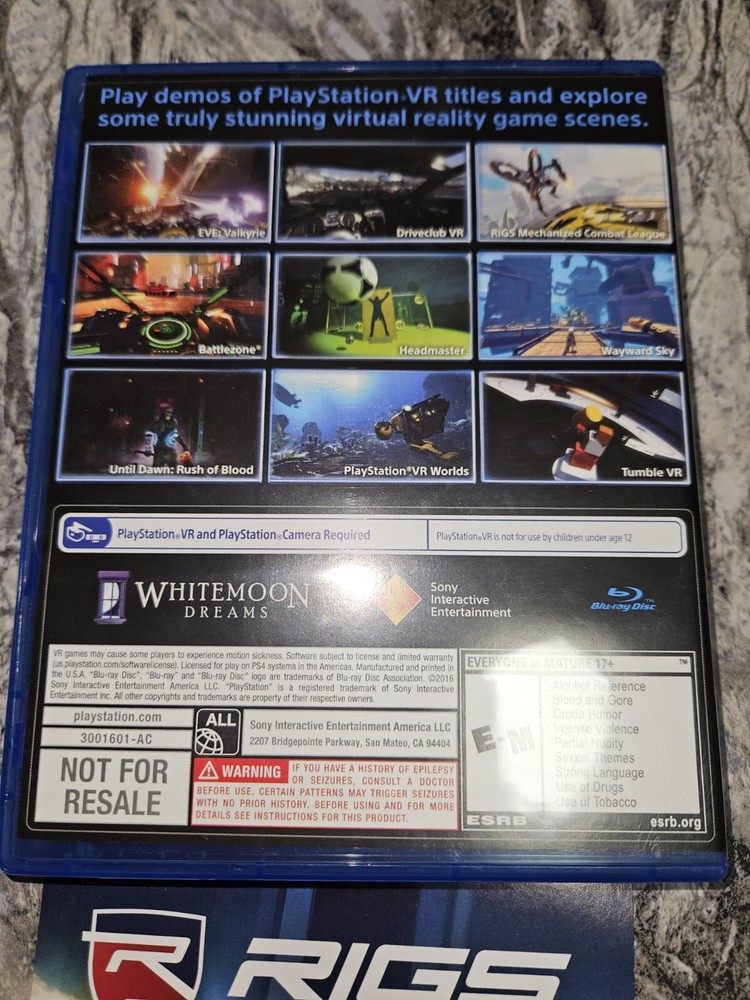 Play demos of PlayStation®VR titles and explore
some truly stunning virtual reality game scenes.
EVE: Valkyrie
Driveclub VR
RIGS Mechanized Combat League
Battlezone®
Headmaster
Wayward Sky
Until Dawn: Rush of Blood
PlayStation®VR Worlds
Tumble VR
PlayStation®VR and PlayStation®Camera Required
PlayStation®VR is not for use by children under age 12
WHITEMOON
DREAMS
Sony
Interactive
Entertainment
Blu-ray Disc™
VR games may cause some players to experience motion sickness. Software subject to license and limited warranty
(us.playstation.com/softwarelicense). Licensed for play on PS4 systems in the Americas. Manufactured and printed in
the U.S.A. “Blu-ray Disc”, “Blu-ray” and “Blu-ray Disc” logo are trademarks of Blu-ray Disc Association. ©2016
Sony Interactive Entertainment America LLC. “PlayStation” is a registered trademark of Sony Interactive
Entertainment Inc. All other copyrights and trademarks are property of their respective owners.
playstation.com
3001601-AC
NOT FOR
RESALE
ALL
Sony Interactive Entertainment America LLC
2207 Bridgepointe Parkway, San Mateo, CA 94404
WARNING IF YOU HAVE A HISTORY OF EPILEPSY
OR SEIZURES, CONSULT A DOCTOR
BEFORE USE. CERTAIN PATTERNS MAY TRIGGER SEIZURES
WITH NO PRIOR HISTORY. BEFORE USING AND FOR MORE
DETAILS SEE INSTRUCTIONS FOR THIS PRODUCT.
EVERYONE to MATURE 17+ ™
E-M
Alcohol Reference
Blood and Gore
Crude Humor
Intense Violence
Partial Nudity
Sexual Themes
Strong Language
Use of Drugs
Use of Tobacco
ESRB
esrb.org
R RIGS